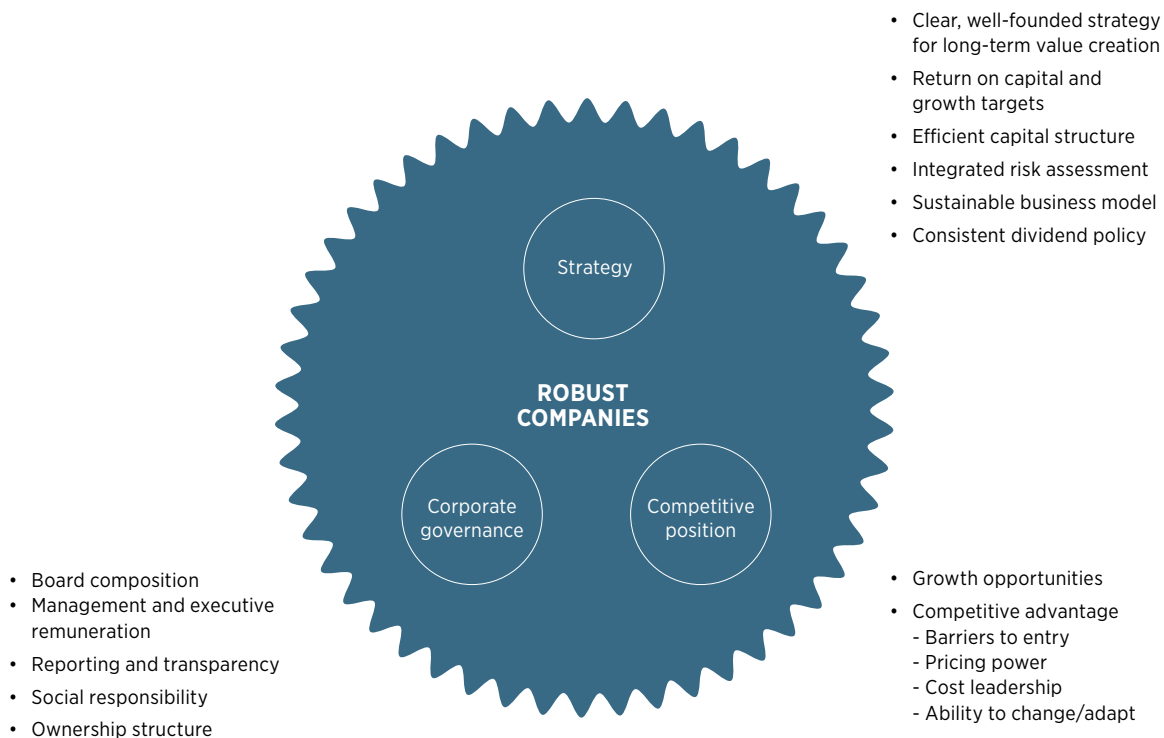 • Clear, well-founded strategy
for long-term value creation
• Return on capital and
growth targets
• Efficient capital structure
• Integrated risk assessment
• Sustainable business model
• Consistent dividend policy
Strategy
ROBUST
COMPANIES
Corporate
governance
Competitive
position
• Board composition
• Management and executive
remuneration
• Reporting and transparency
• Social responsibility
• Ownership structure
• Growth opportunities
• Competitive advantage
- Barriers to entry
- Pricing power
- Cost leadership
- Ability to change/adapt